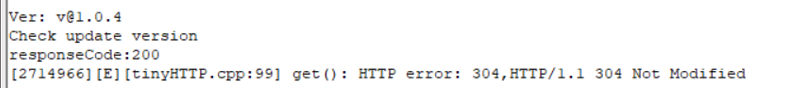 Ver: v@1.0.4
Check update version
responseCode:200
[2714966][E][tinyHTTP.cpp:99] get(): HTTP error: 304,HTTP/1.1 304 Not Modified